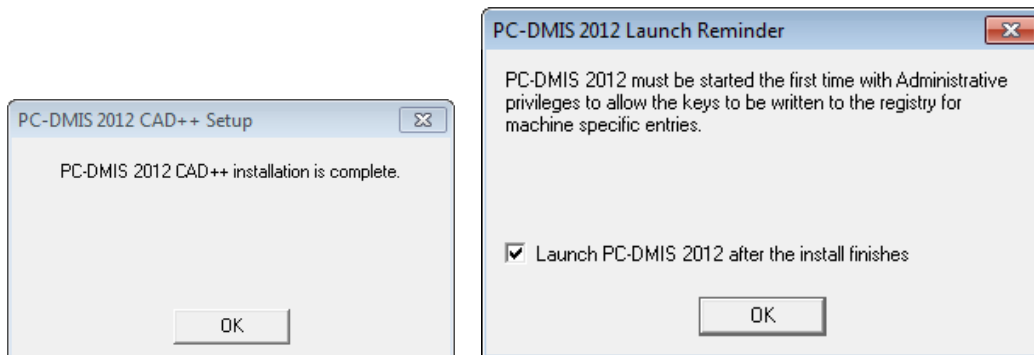 PC-DMIS 2012 CAD++ Setup
PC-DMIS 2012 CAD++ installation is complete.
OK
PC-DMIS 2012 Launch Reminder
PC-DMIS 2012 must be started the first time with Administrative
privileges to allow the keys to be written to the registry for
machine specific entries.
Launch PC-DMIS 2012 after the install finishes
OK